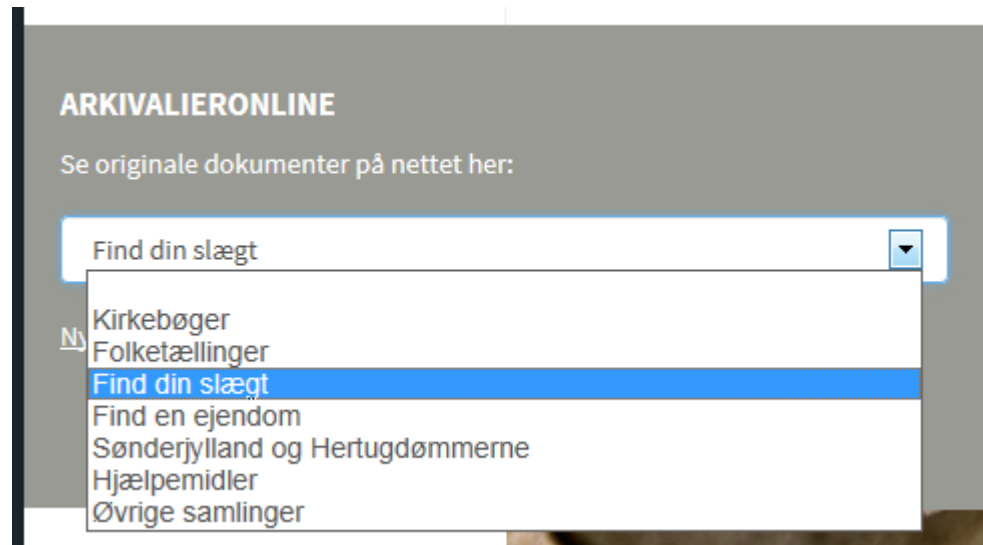 ARKIVALIERONLINE
Se originale dokumenter på nettet her:
Find din slægt
Kirkebøger
Folketællinger
Find din slægt
Find en ejendom
Sønderjylland og Hertugdømmerne
Hjælpemidler
Øvrige samlinger